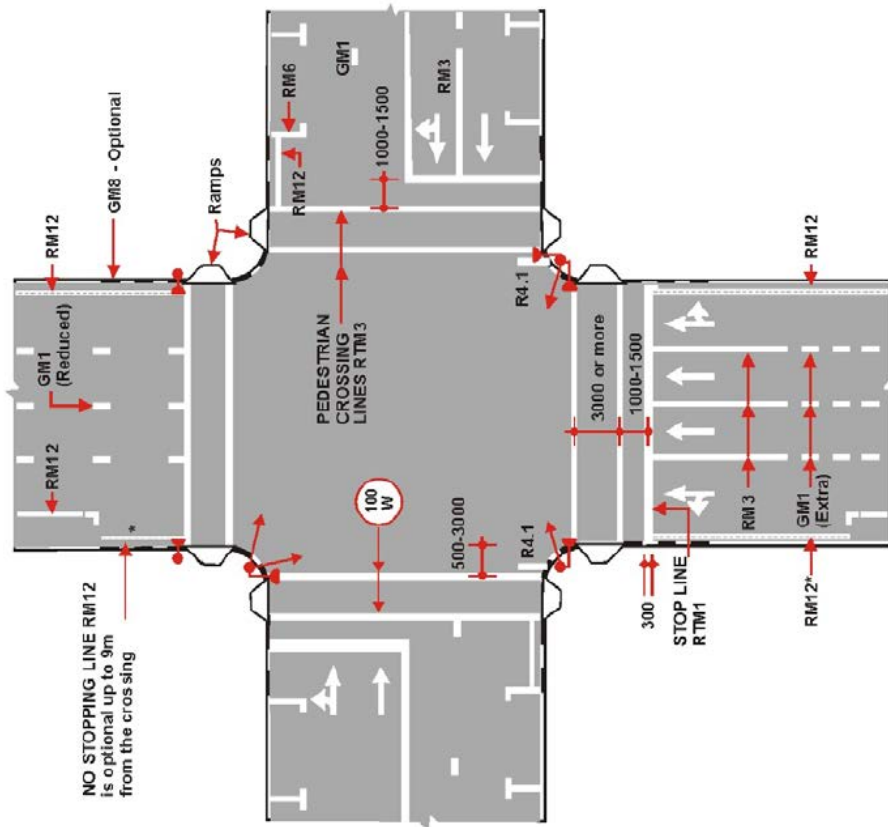 NO STOPPING LINE RM12
is optional up to 9m
from the crossing
*
RM12
GM1
(Reduced)
RM12
GM8 - Optional
Ramps
RM6
RM12
GM1
RM3
1000-1500
PEDESTRIAN
CROSSING
LINES RTM3
100
W
500-3000
R4.1
R4.1
3000 or more
1000-1500
300
STOP LINE
RTM1
RM12*
RM 3
GM1
(Extra)
RM12